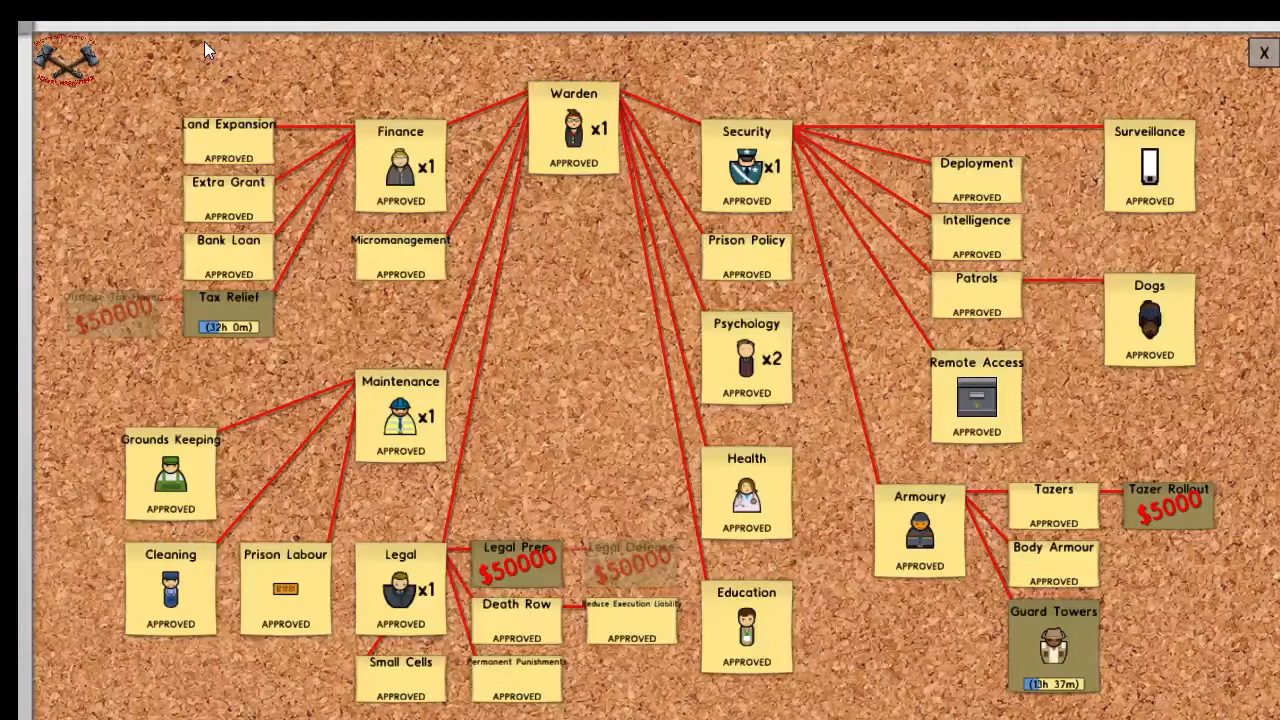 Warden
x1
APPROVED
X
Land Expansion
APPROVED
Finance
x1
APPROVED
Security
x1
APPROVED
Surveillance
APPROVED
Deployment
APPROVED
Extra Grant
APPROVED
Intelligence
APPROVED
Bank Loan
APPROVED
Micromanagement
APPROVED
Prison Policy
APPROVED
Patrols
APPROVED
Dogs
APPROVED
$50000
Tax Relief
(32h 0m)
Psychology
x2
APPROVED
Remote Access
APPROVED
Maintenance
x1
APPROVED
Grounds Keeping
APPROVED
Health
APPROVED
Armoury
APPROVED
Tazers
APPROVED
Tazer Rollout
$5000
Cleaning
APPROVED
Prison Labour
APPROVED
Legal
x1
APPROVED
Legal Prep
$50000
Legal Defense
$50000
Body Armour
APPROVED
Death Row
APPROVED
Reduce Execution Liability
APPROVED
Education
APPROVED
Guard Towers
(13h 37m)
Small Cells
APPROVED
Permanent Punishments
APPROVED